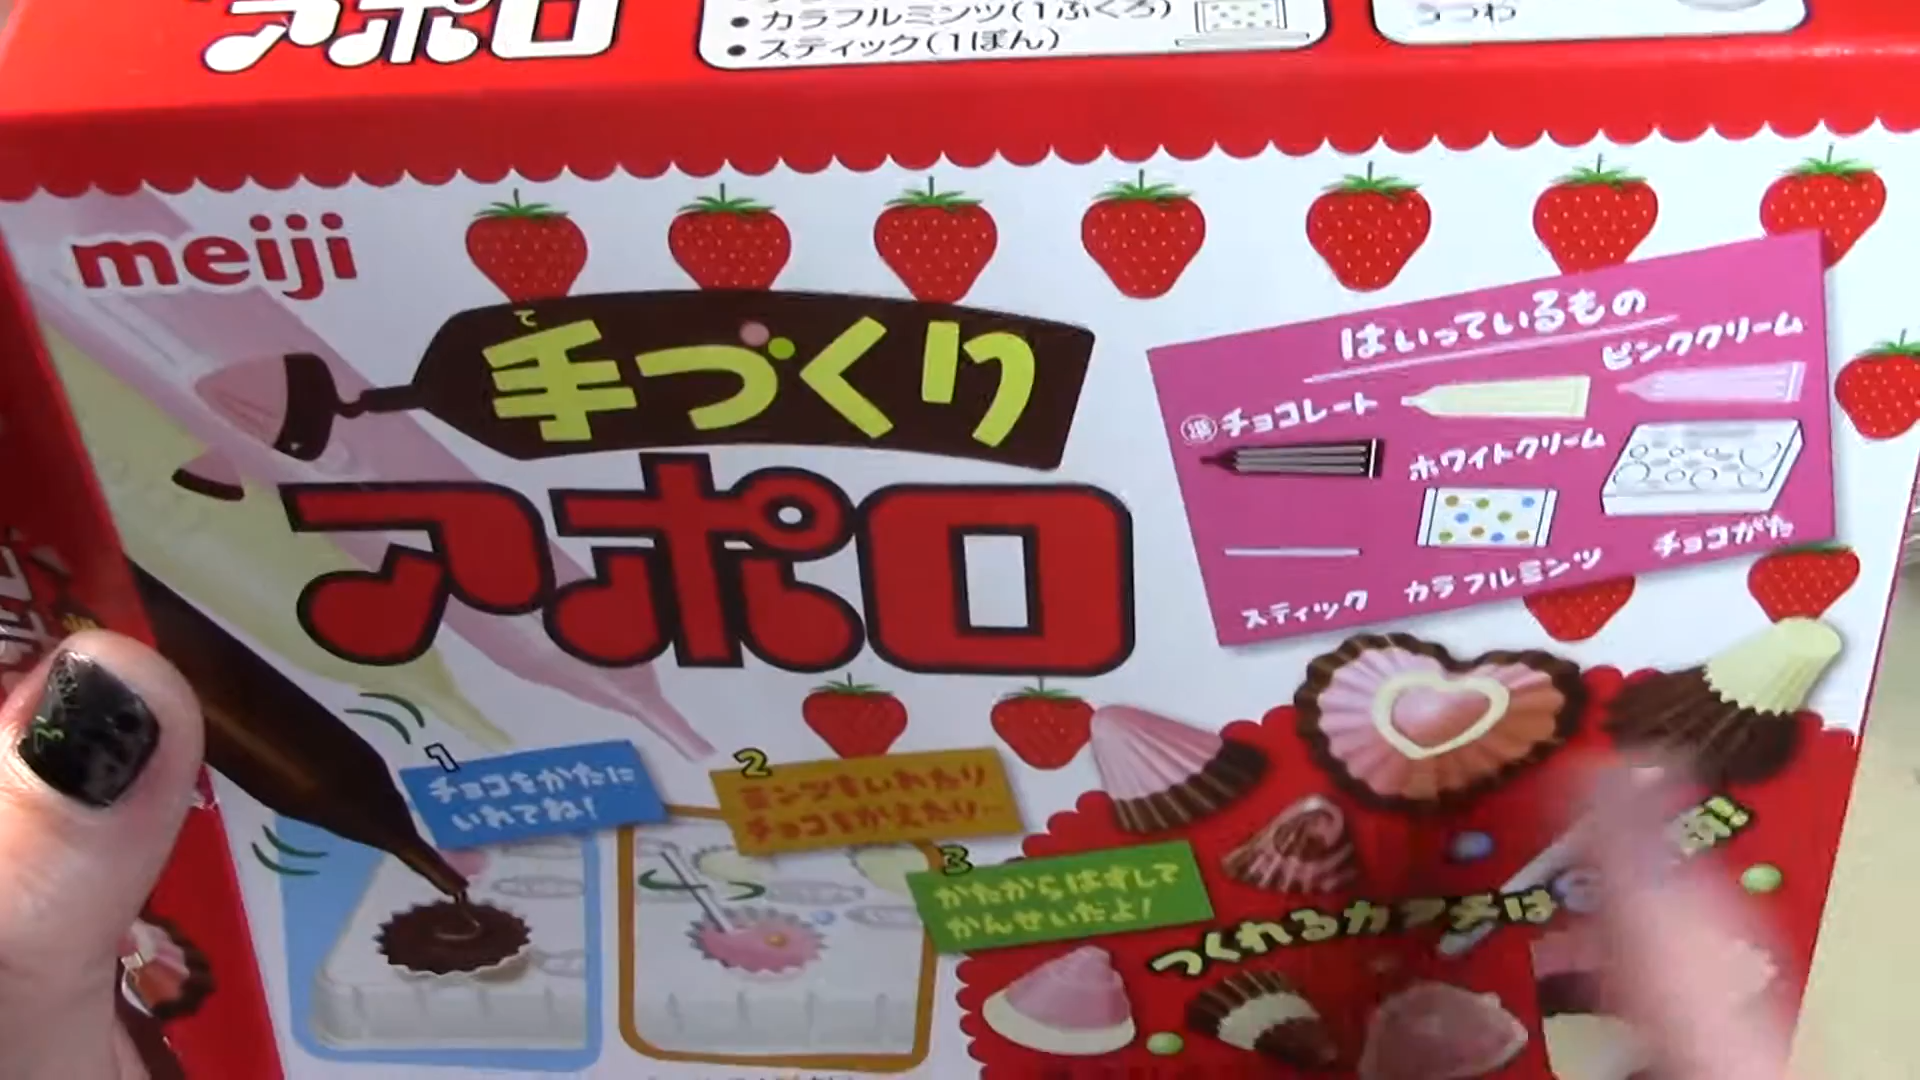 アポロ
• カラフルミンツ(1ふくろ)
• スティック(1ぽん)
うつわ
meiji
て
手づくり
アポロ
はいっているもの
ピンククリーム
準チョコレート
ホワイトクリーム
チョコがた
スティック
カラフルミンツ
1
チョコをかたに
いれてね!
2
ミンツをいれたり
チョコをかえたり…
3
かたからはずして
かんせいだよ!
つくれるカタチは